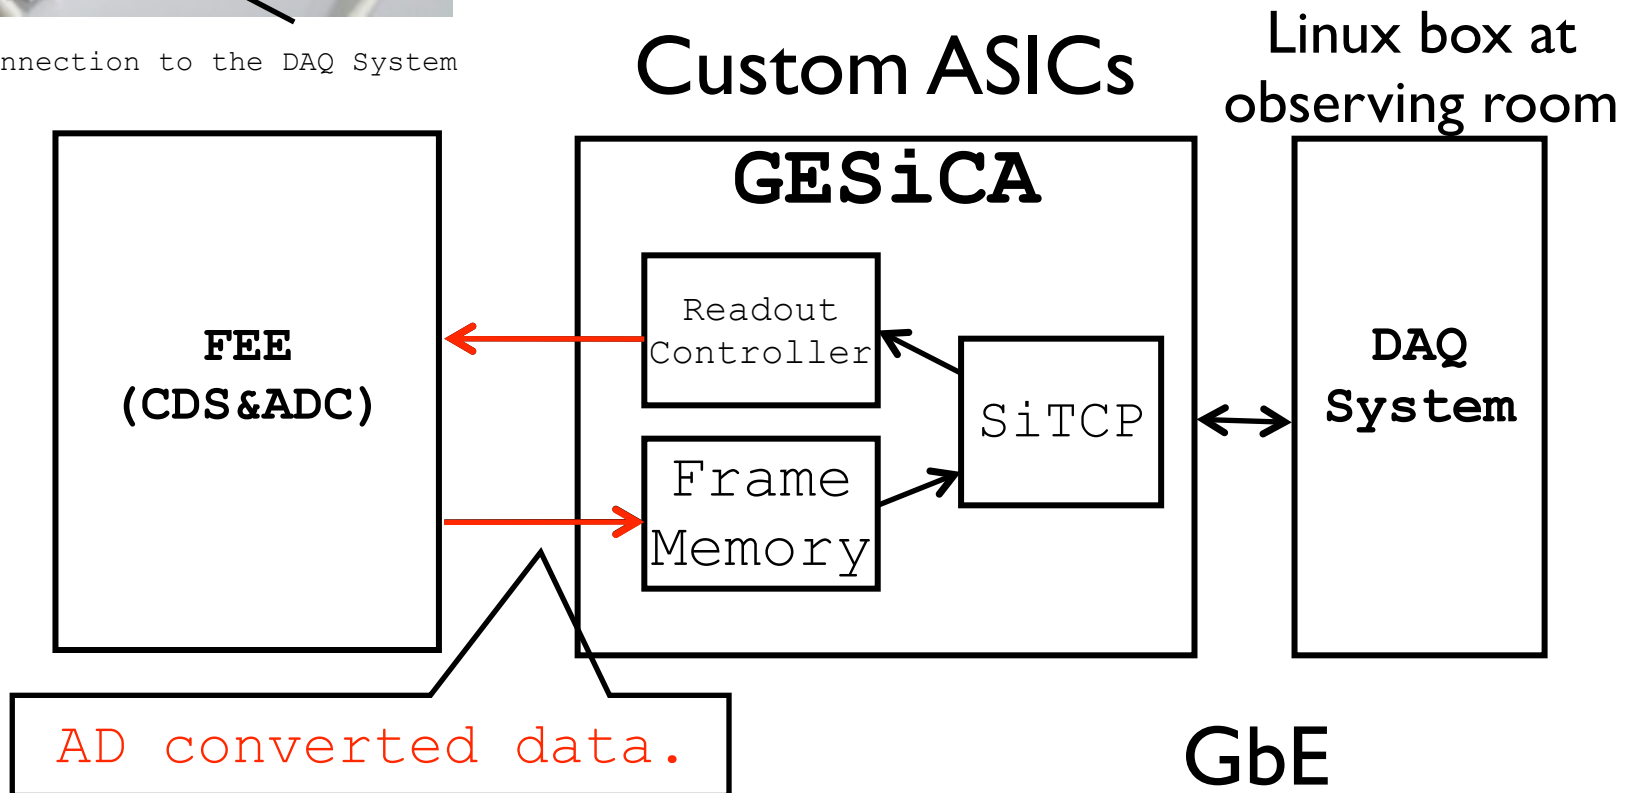 to the DAQ System
Custom ASICs
Linux box at
observing room
GESiCA
FEE
(CDS&ADC)
Readout
Controller
Frame
Memory
SiTCP
DAQ
System
AD converted data.
GbE